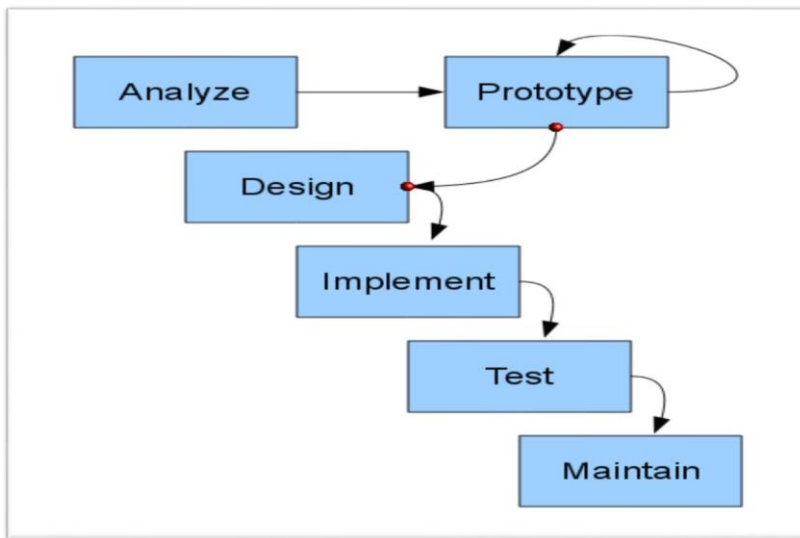 Analyze
Prototype
Design
Implement
Test
Maintain